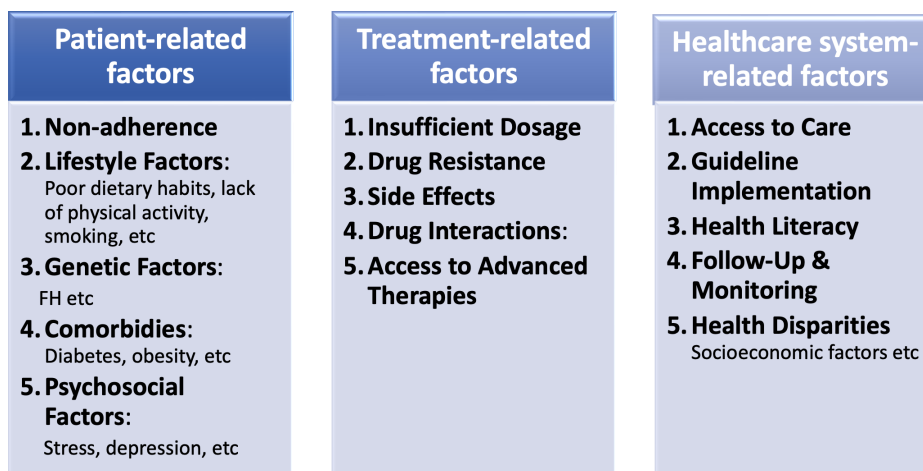 Patient-related
factors
1. Non-adherence
2. Lifestyle Factors:
Poor dietary habits, lack
of physical activity,
smoking, etc
3. Genetic Factors:
FH etc
4. Comorbidies:
Diabetes, obesity, etc
5. Psychosocial
Factors:
Stress, depression, etc
Treatment-related
factors
1. Insufficient Dosage
2. Drug Resistance
3. Side Effects
4. Drug Interactions:
5. Access to Advanced
Therapies
Healthcare system-
related factors
1. Access to Care
2. Guideline
Implementation
3. Health Literacy
4. Follow-Up &
Monitoring
5. Health Disparities
Socioeconomic factors etc